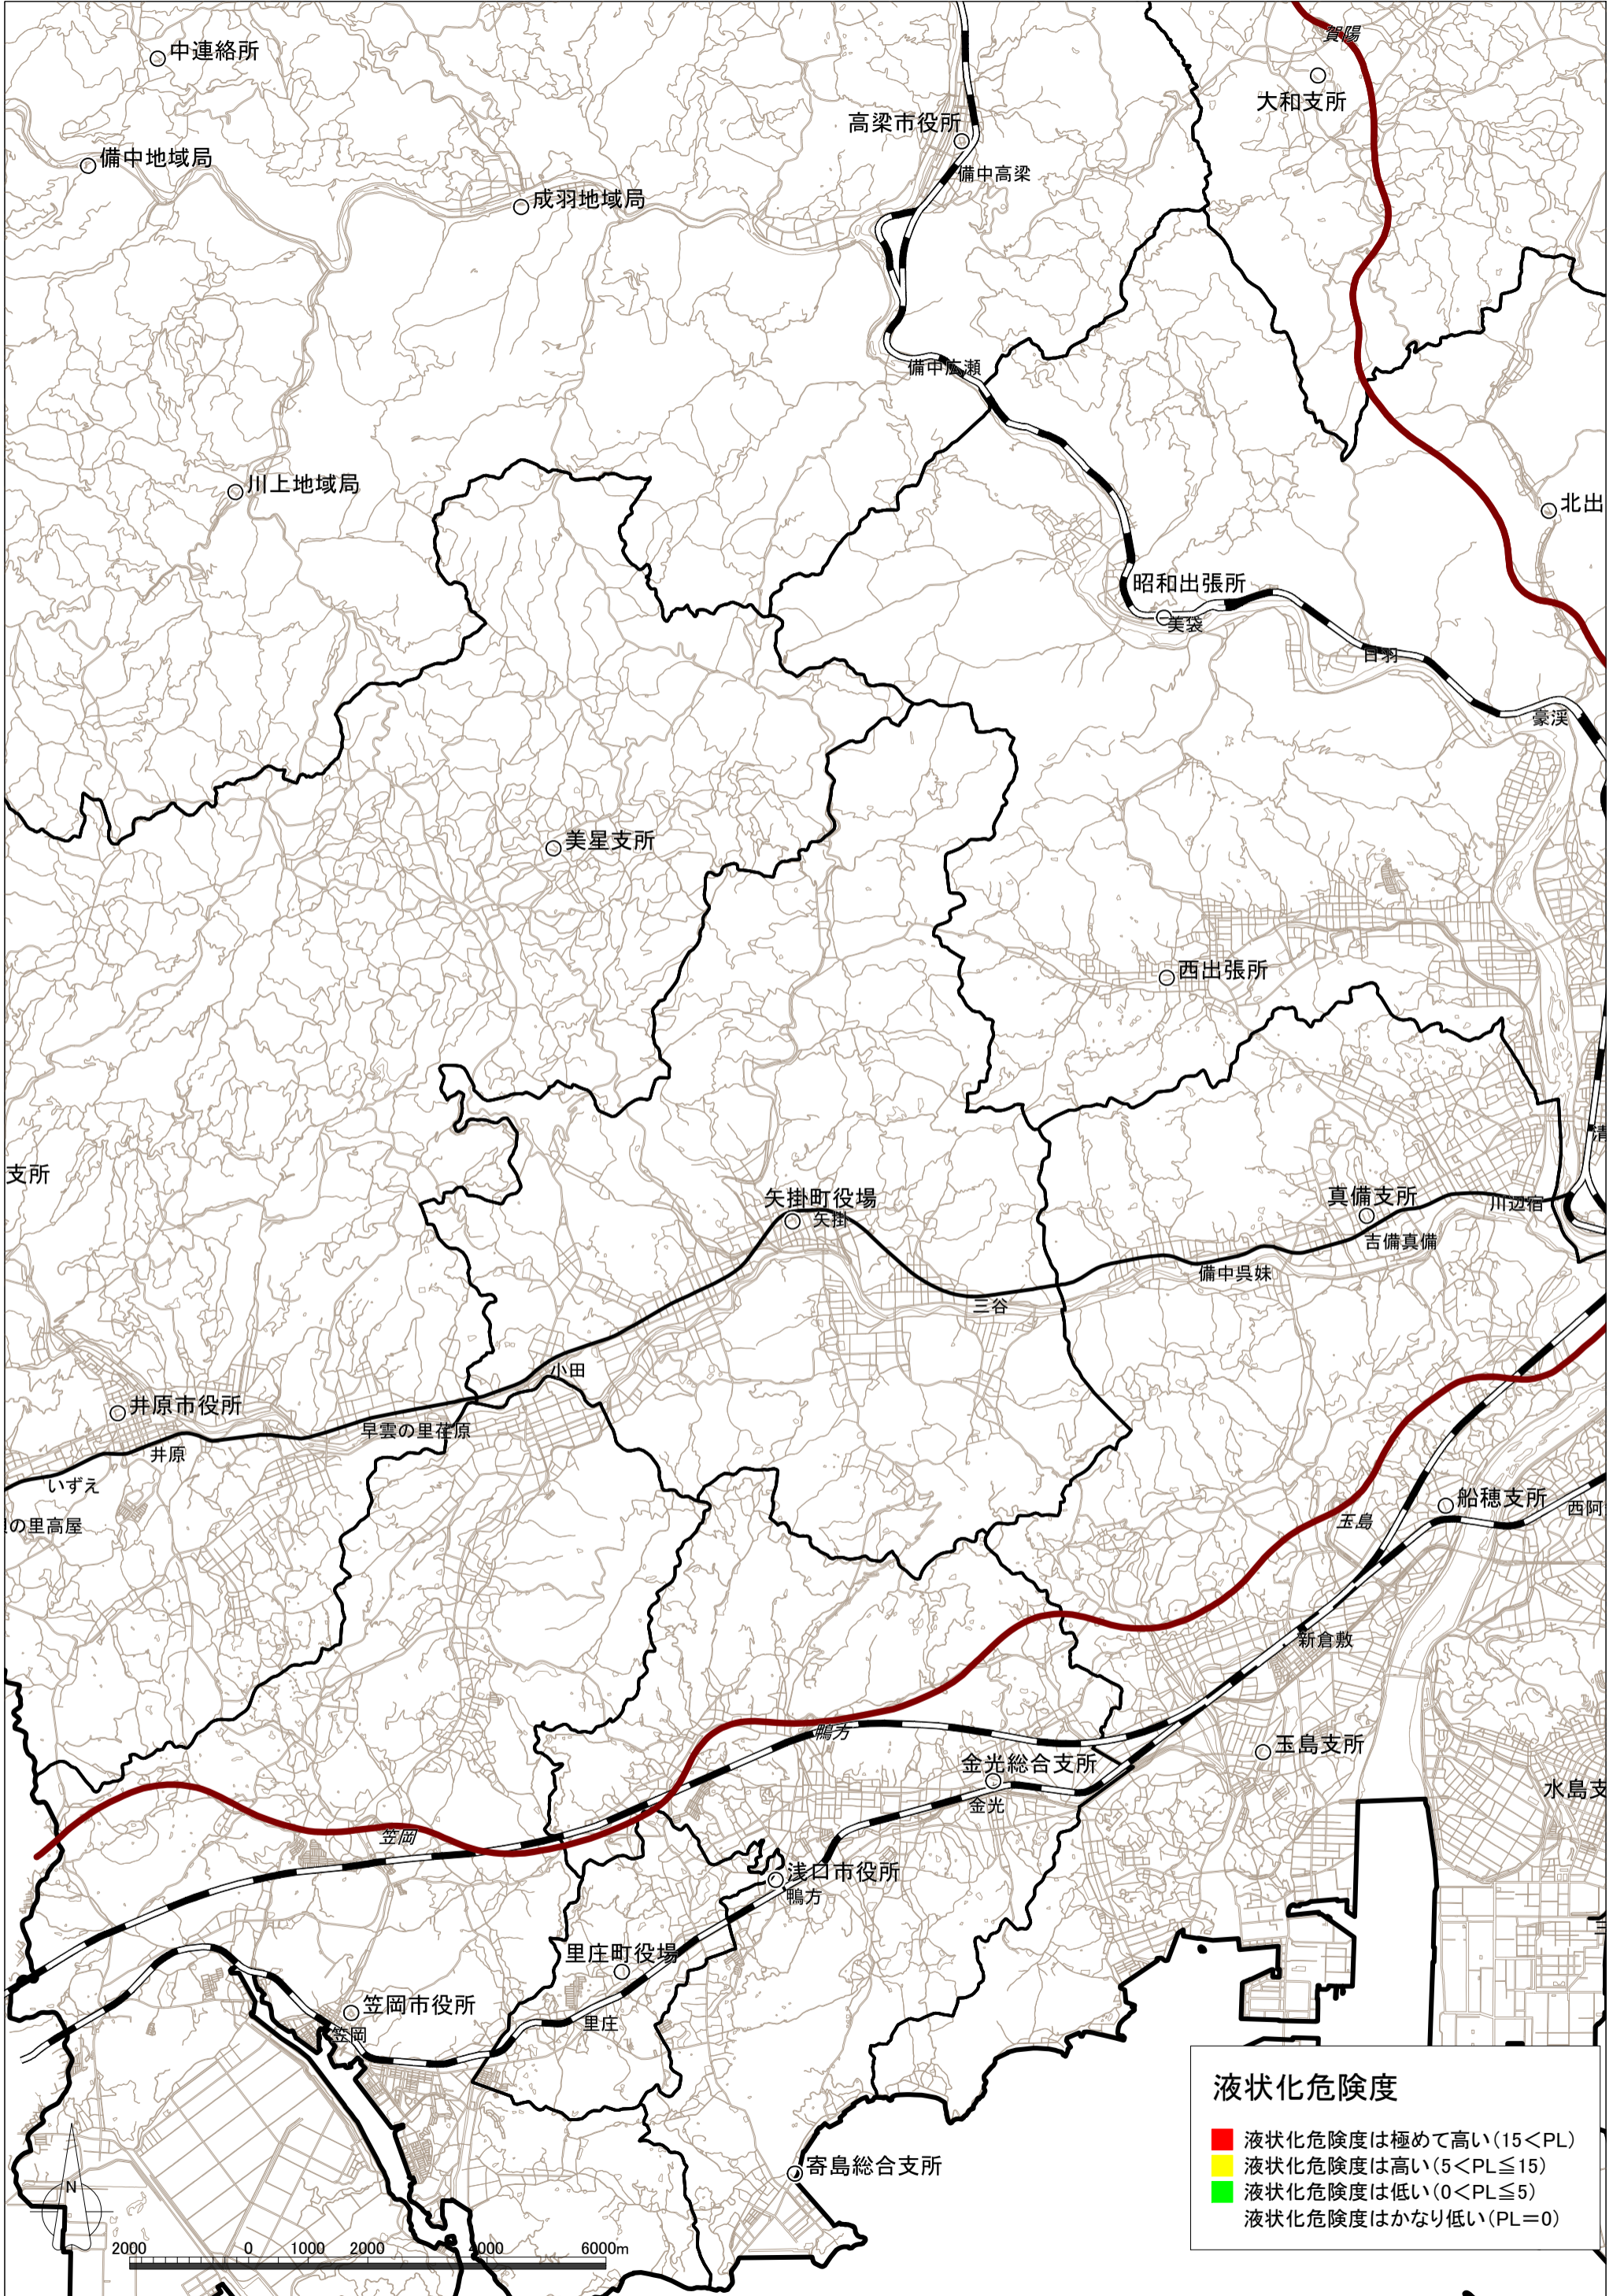 賀陽
中連絡所
大和支所
高梁市役所
備中地域局
備中高梁
成羽地域局
備中広瀬
川上地域局
北出
昭和出張所
美袋
日羽
豪渓
美星支所
西出張所
清
支所
矢掛町役場
矢掛
真備支所
川辺宿
吉備真備
備中呉妹
三谷
小田
井原市役所
早雲の里荏原
井原
いずえ
船穂支所
西阿
の里高屋
玉島
新倉敷
鴨方
玉島支所
金光総合支所
水島支
金光
笠岡
浅口市役所
鴨方
里庄町役場
笠岡市役所
里庄
笠岡
液状化危険度
液状化危険度は極めて高い(15<PL)
液状化危険度は高い(5<PL≦15)
液状化危険度は低い(0<PL≦5)
液状化危険度はかなり低い(PL=0)
寄島総合支所
N
2000 0 1000 2000 4000 6000m